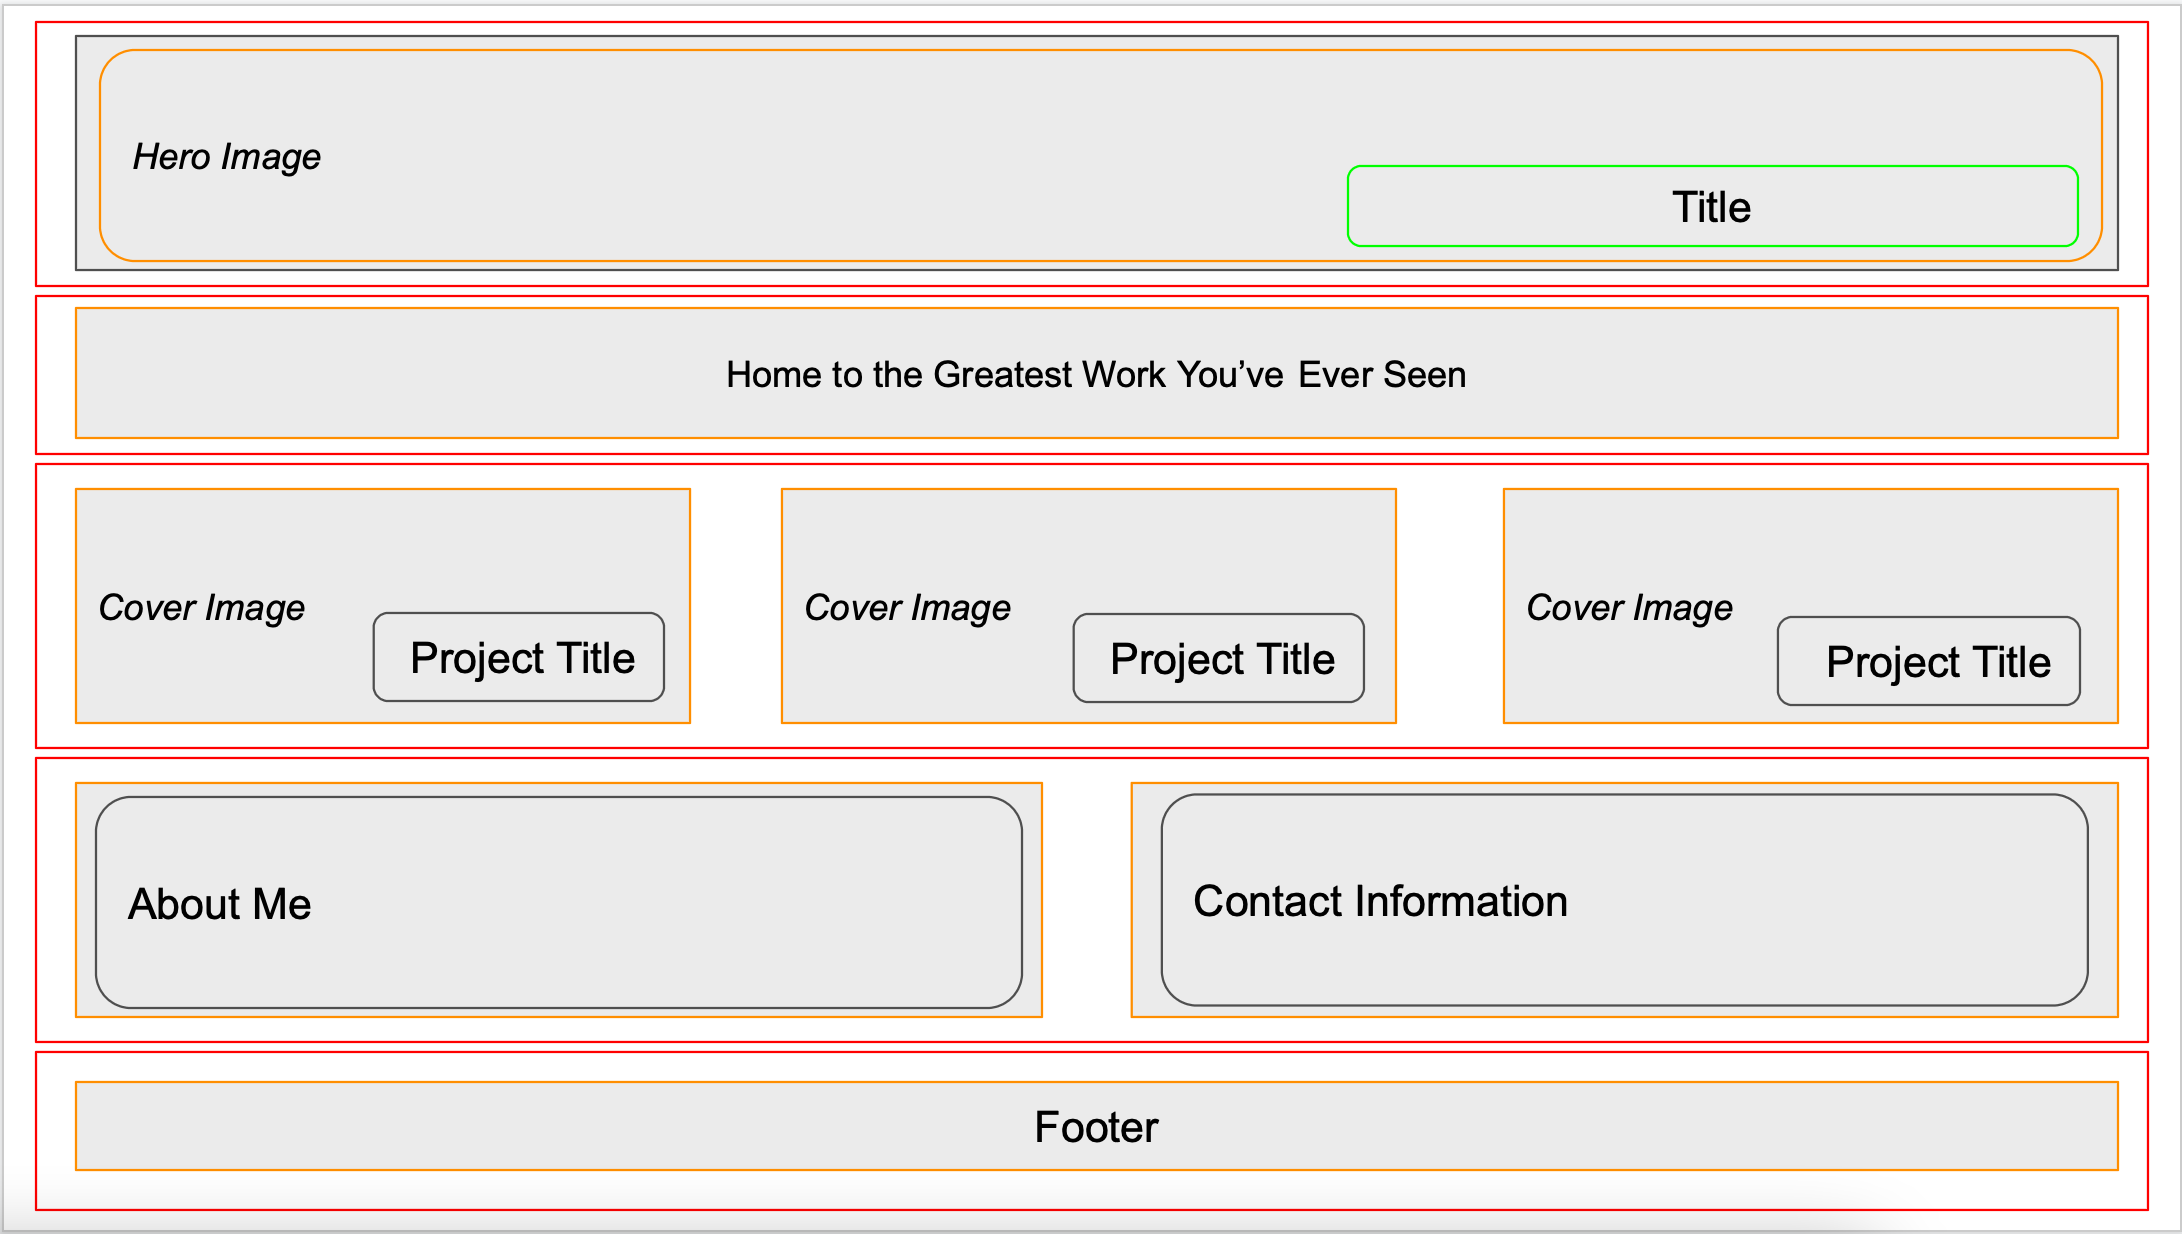 Hero Image
Title
Home to the Greatest Work You’ve Ever Seen
Cover Image
Project Title
Cover Image
Project Title
Cover Image
Project Title
About Me
Contact Information
Footer